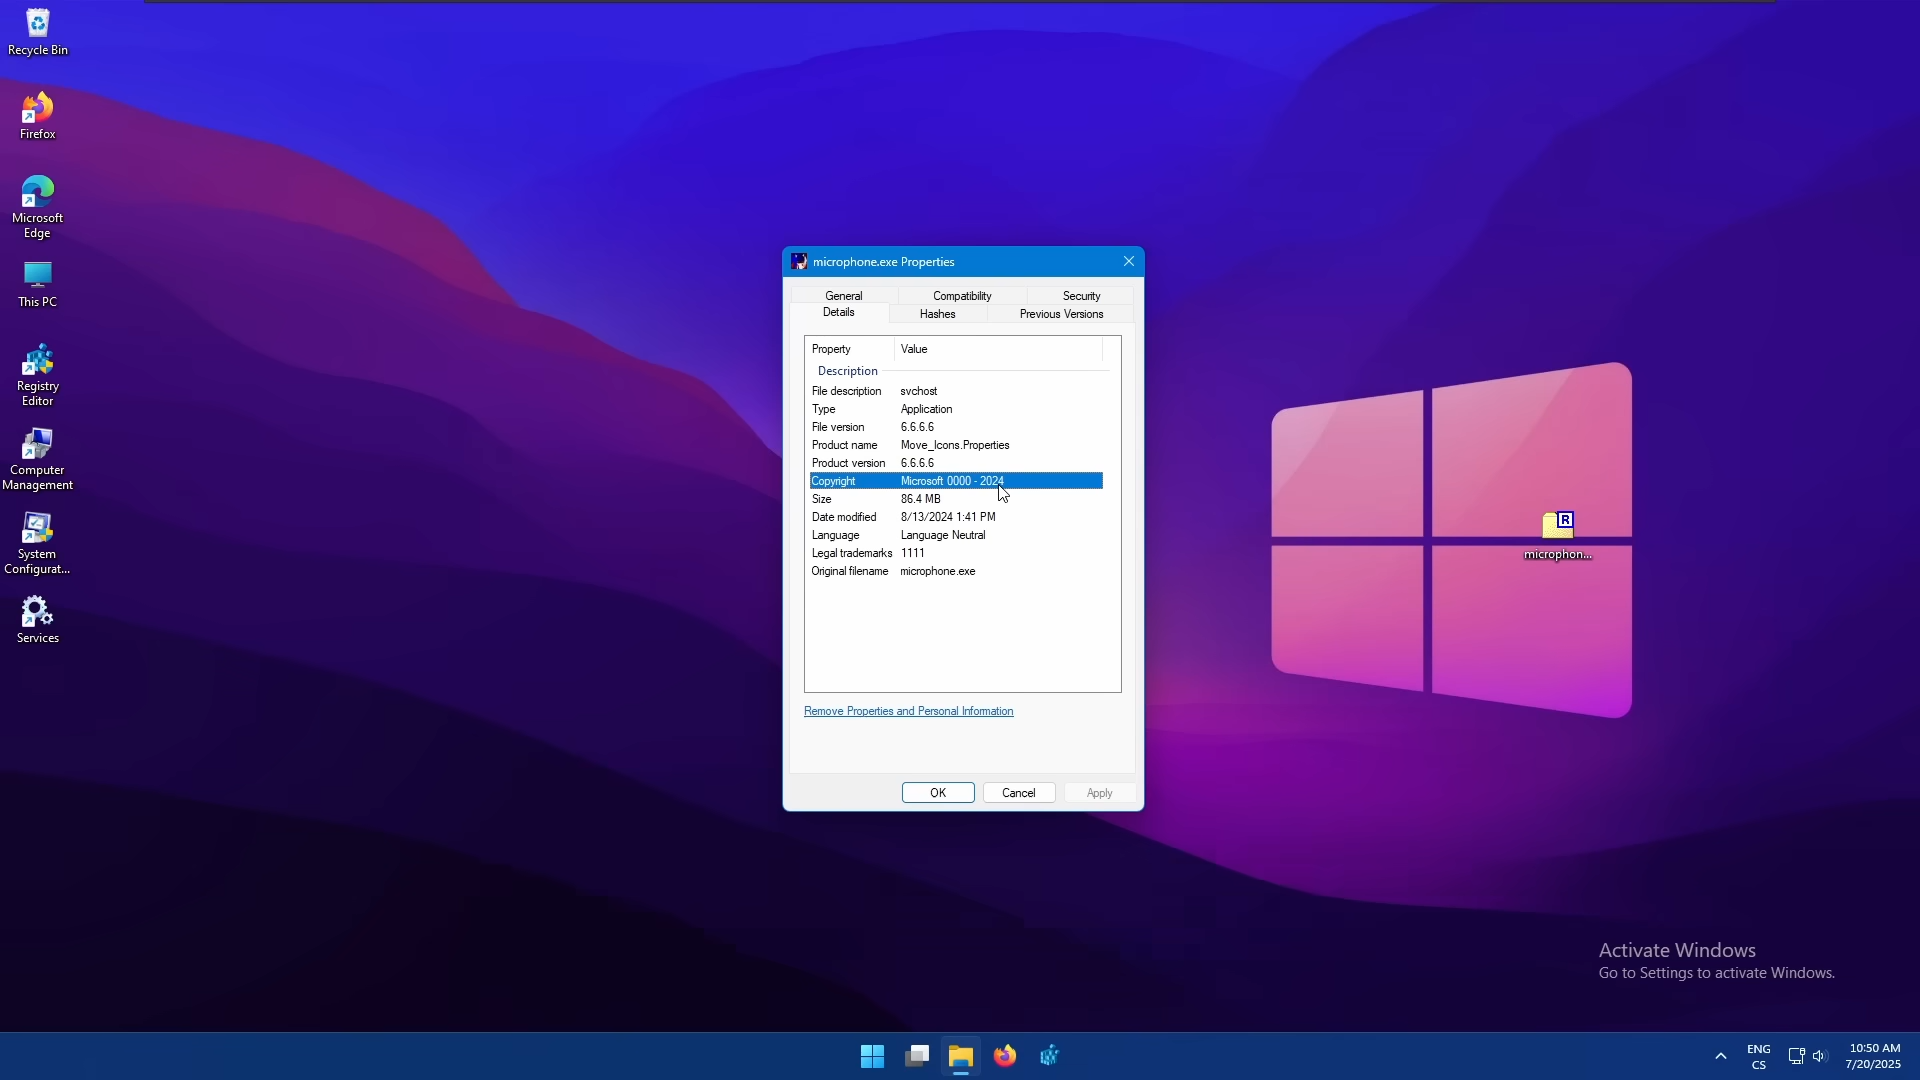 Recycle Bin
Firefox
Microsoft
Edge
This PC
Registry
Editor
Computer
Management
System
Configurat...
Services
microphone.exe Properties
General Compatibility Security
Details Hashes Previous Versions
Property Value
Description
File description svchost
Type Application
File version 6.6.6.6
Product name Move_Icons.Properties
Product version 6.6.6.6
Copyright Microsoft 0000 - 2024
Size 86.4 MB
Date modified 8/13/2024 1:41 PM
Language Language Neutral
Legal trademarks 1111
Original filename microphone.exe
Remove Properties and Personal Information
OK Cancel Apply
R
microphon...
Activate Windows
Go to Settings to activate Windows.
ENG
CS
10:50 AM
7/20/2025